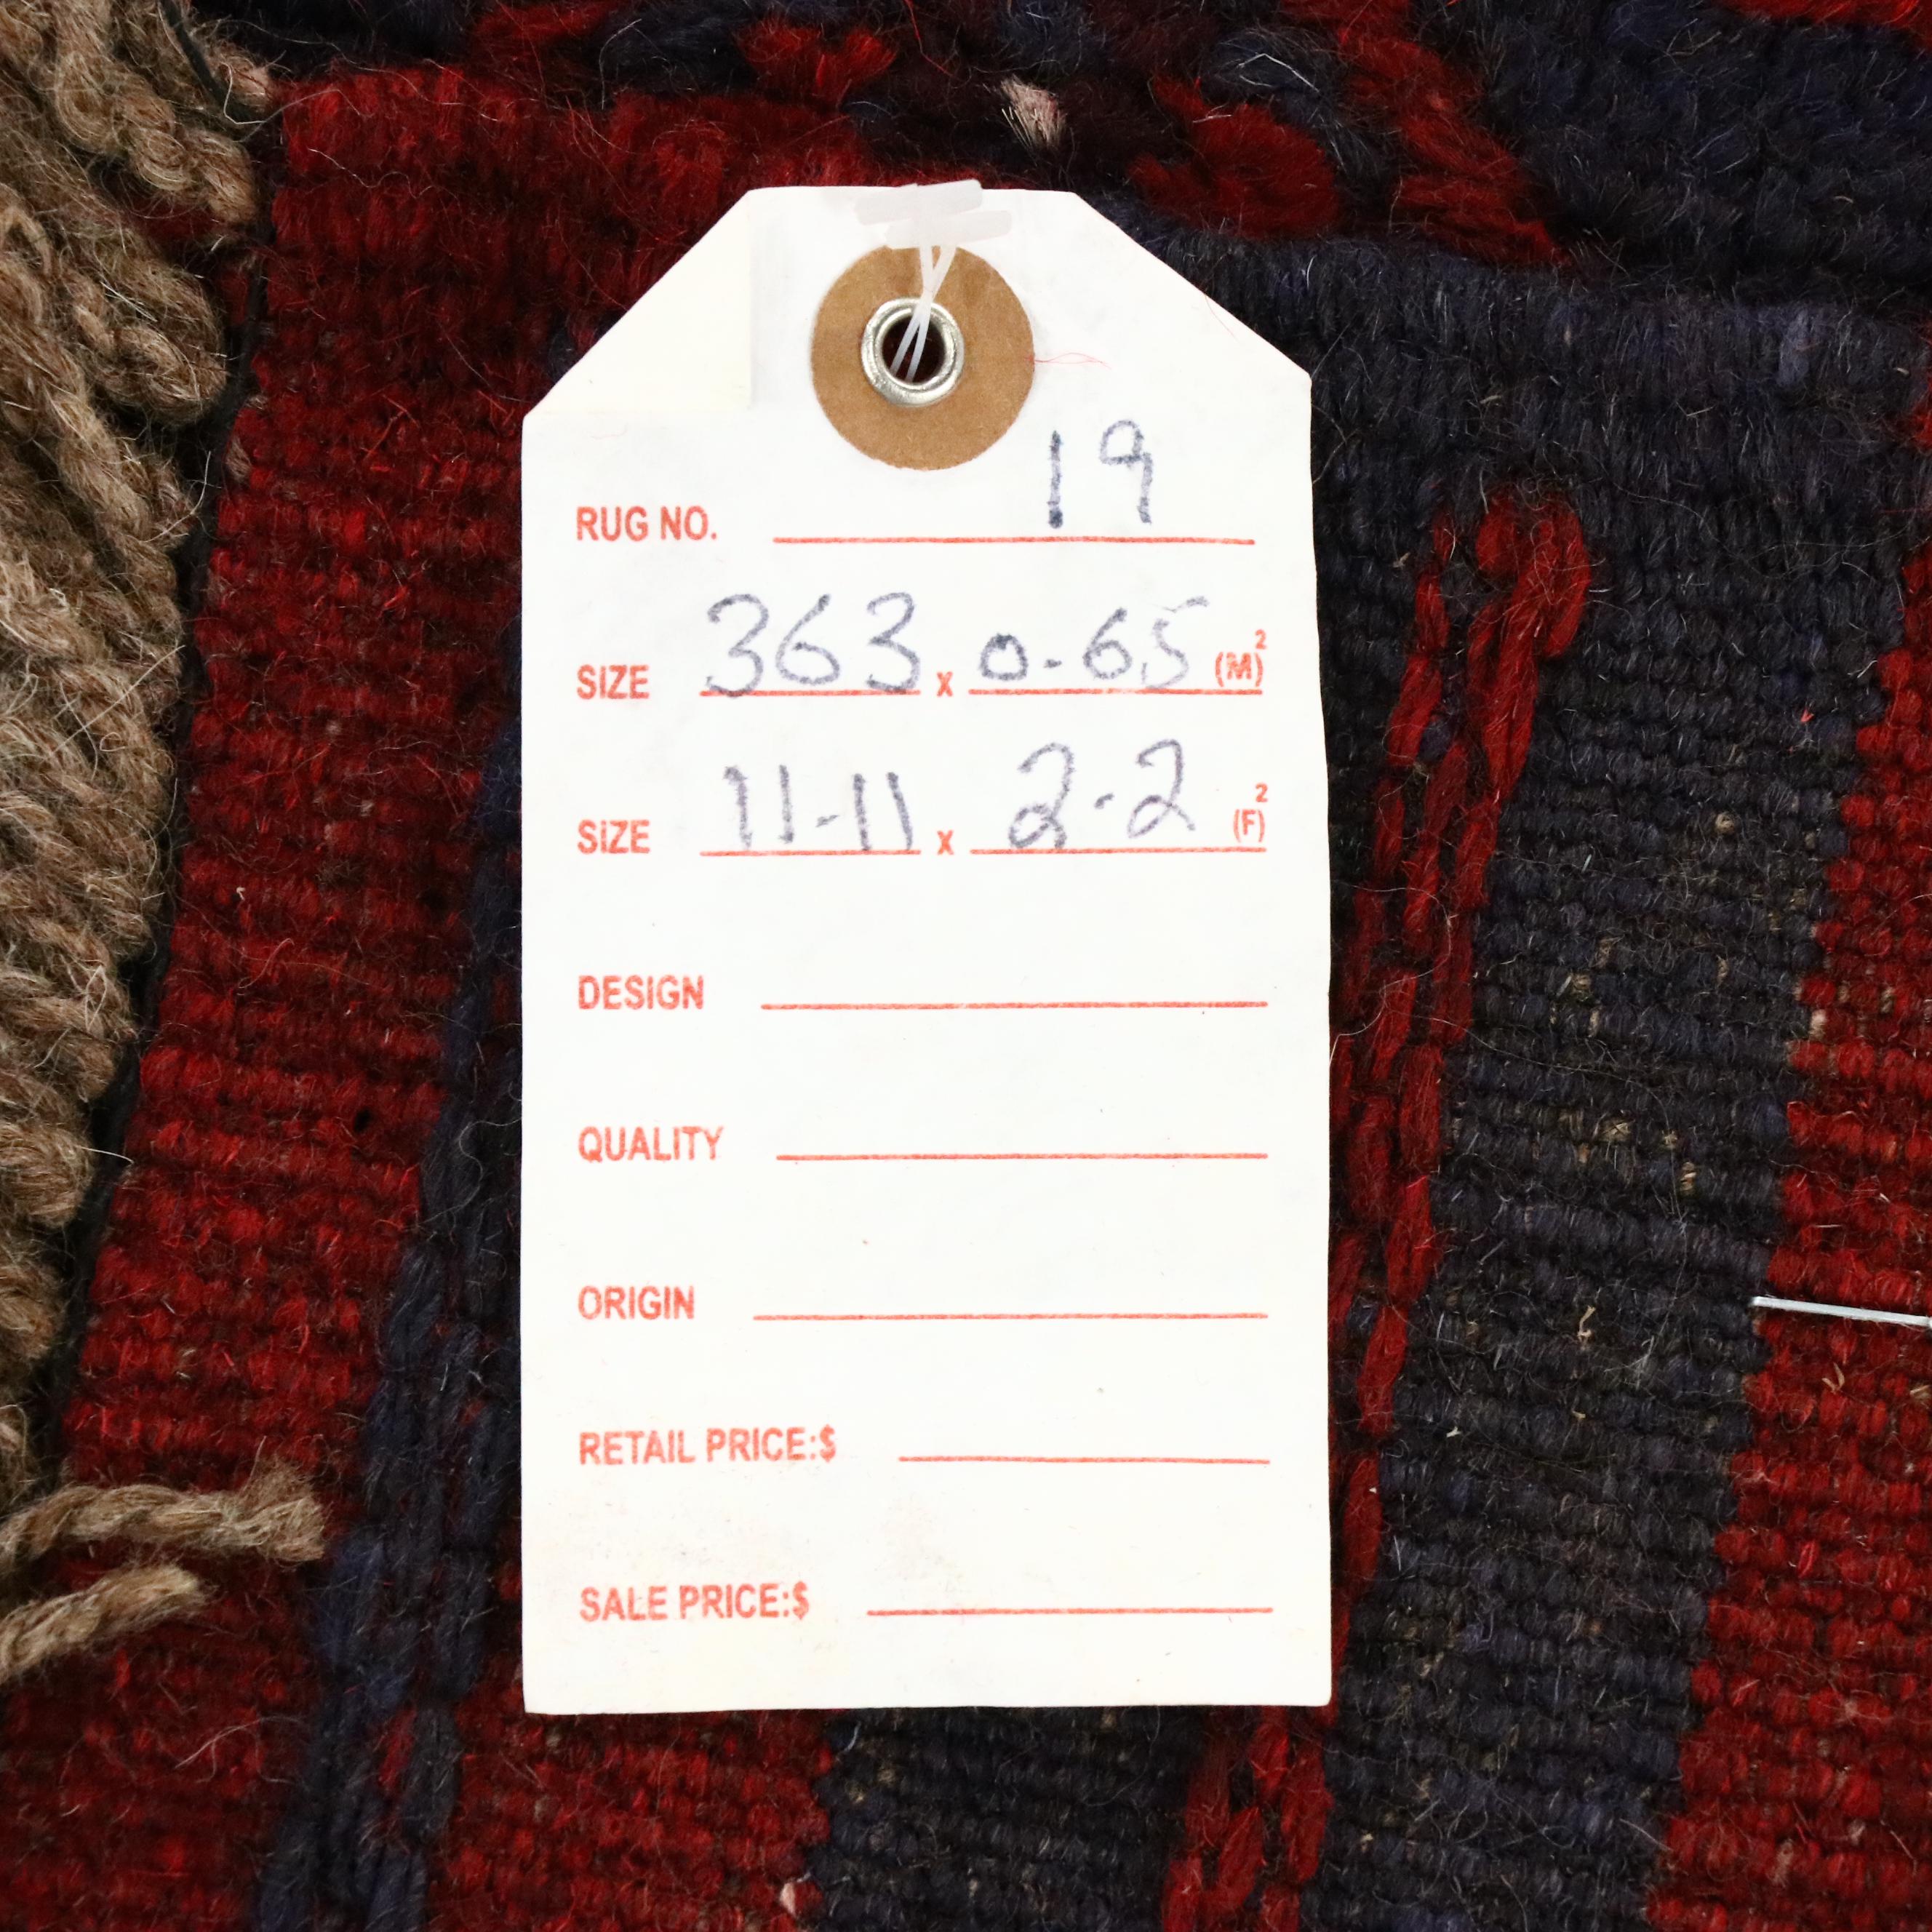 RUG NO. 19
SIZE 363 x 0-65 (M)²
SIZE 11-11 x 2-2 (F)²
DESIGN
QUALITY
ORIGIN
RETAIL PRICE:$
SALE PRICE:$